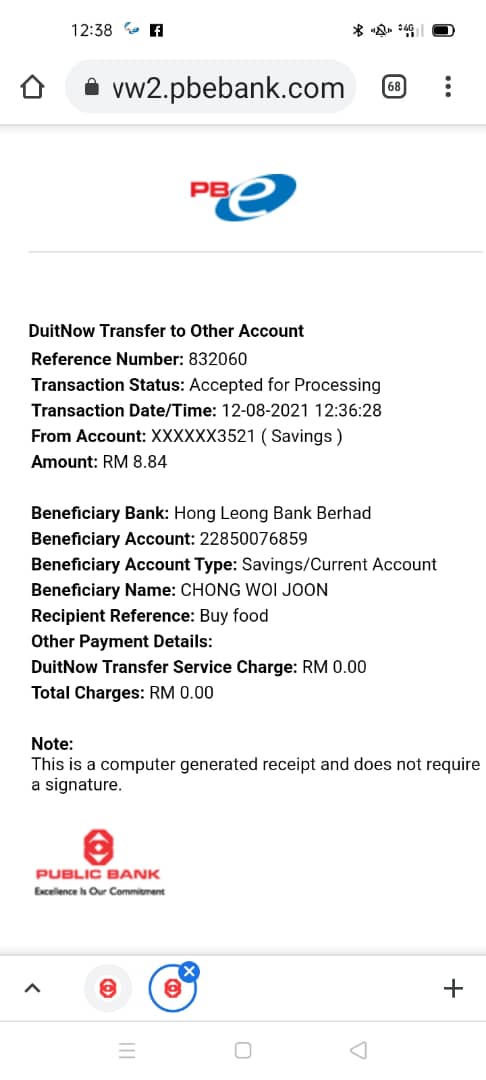 12:38
4G
vw2.pbebank.com
68
PBe
DuitNow Transfer to Other Account
Reference Number: 832060
Transaction Status: Accepted for Processing
Transaction Date/Time: 12-08-2021 12:36:28
From Account: XXXXXX3521 ( Savings )
Amount: RM 8.84
Beneficiary Bank: Hong Leong Bank Berhad
Beneficiary Account: 22850076859
Beneficiary Account Type: Savings/Current Account
Beneficiary Name: CHONG WOI JOON
Recipient Reference: Buy food
Other Payment Details:
DuitNow Transfer Service Charge: RM 0.00
Total Charges: RM 0.00
Note:
This is a computer generated receipt and does not require
a signature.
PUBLIC BANK
Excellence Is Our Commitment